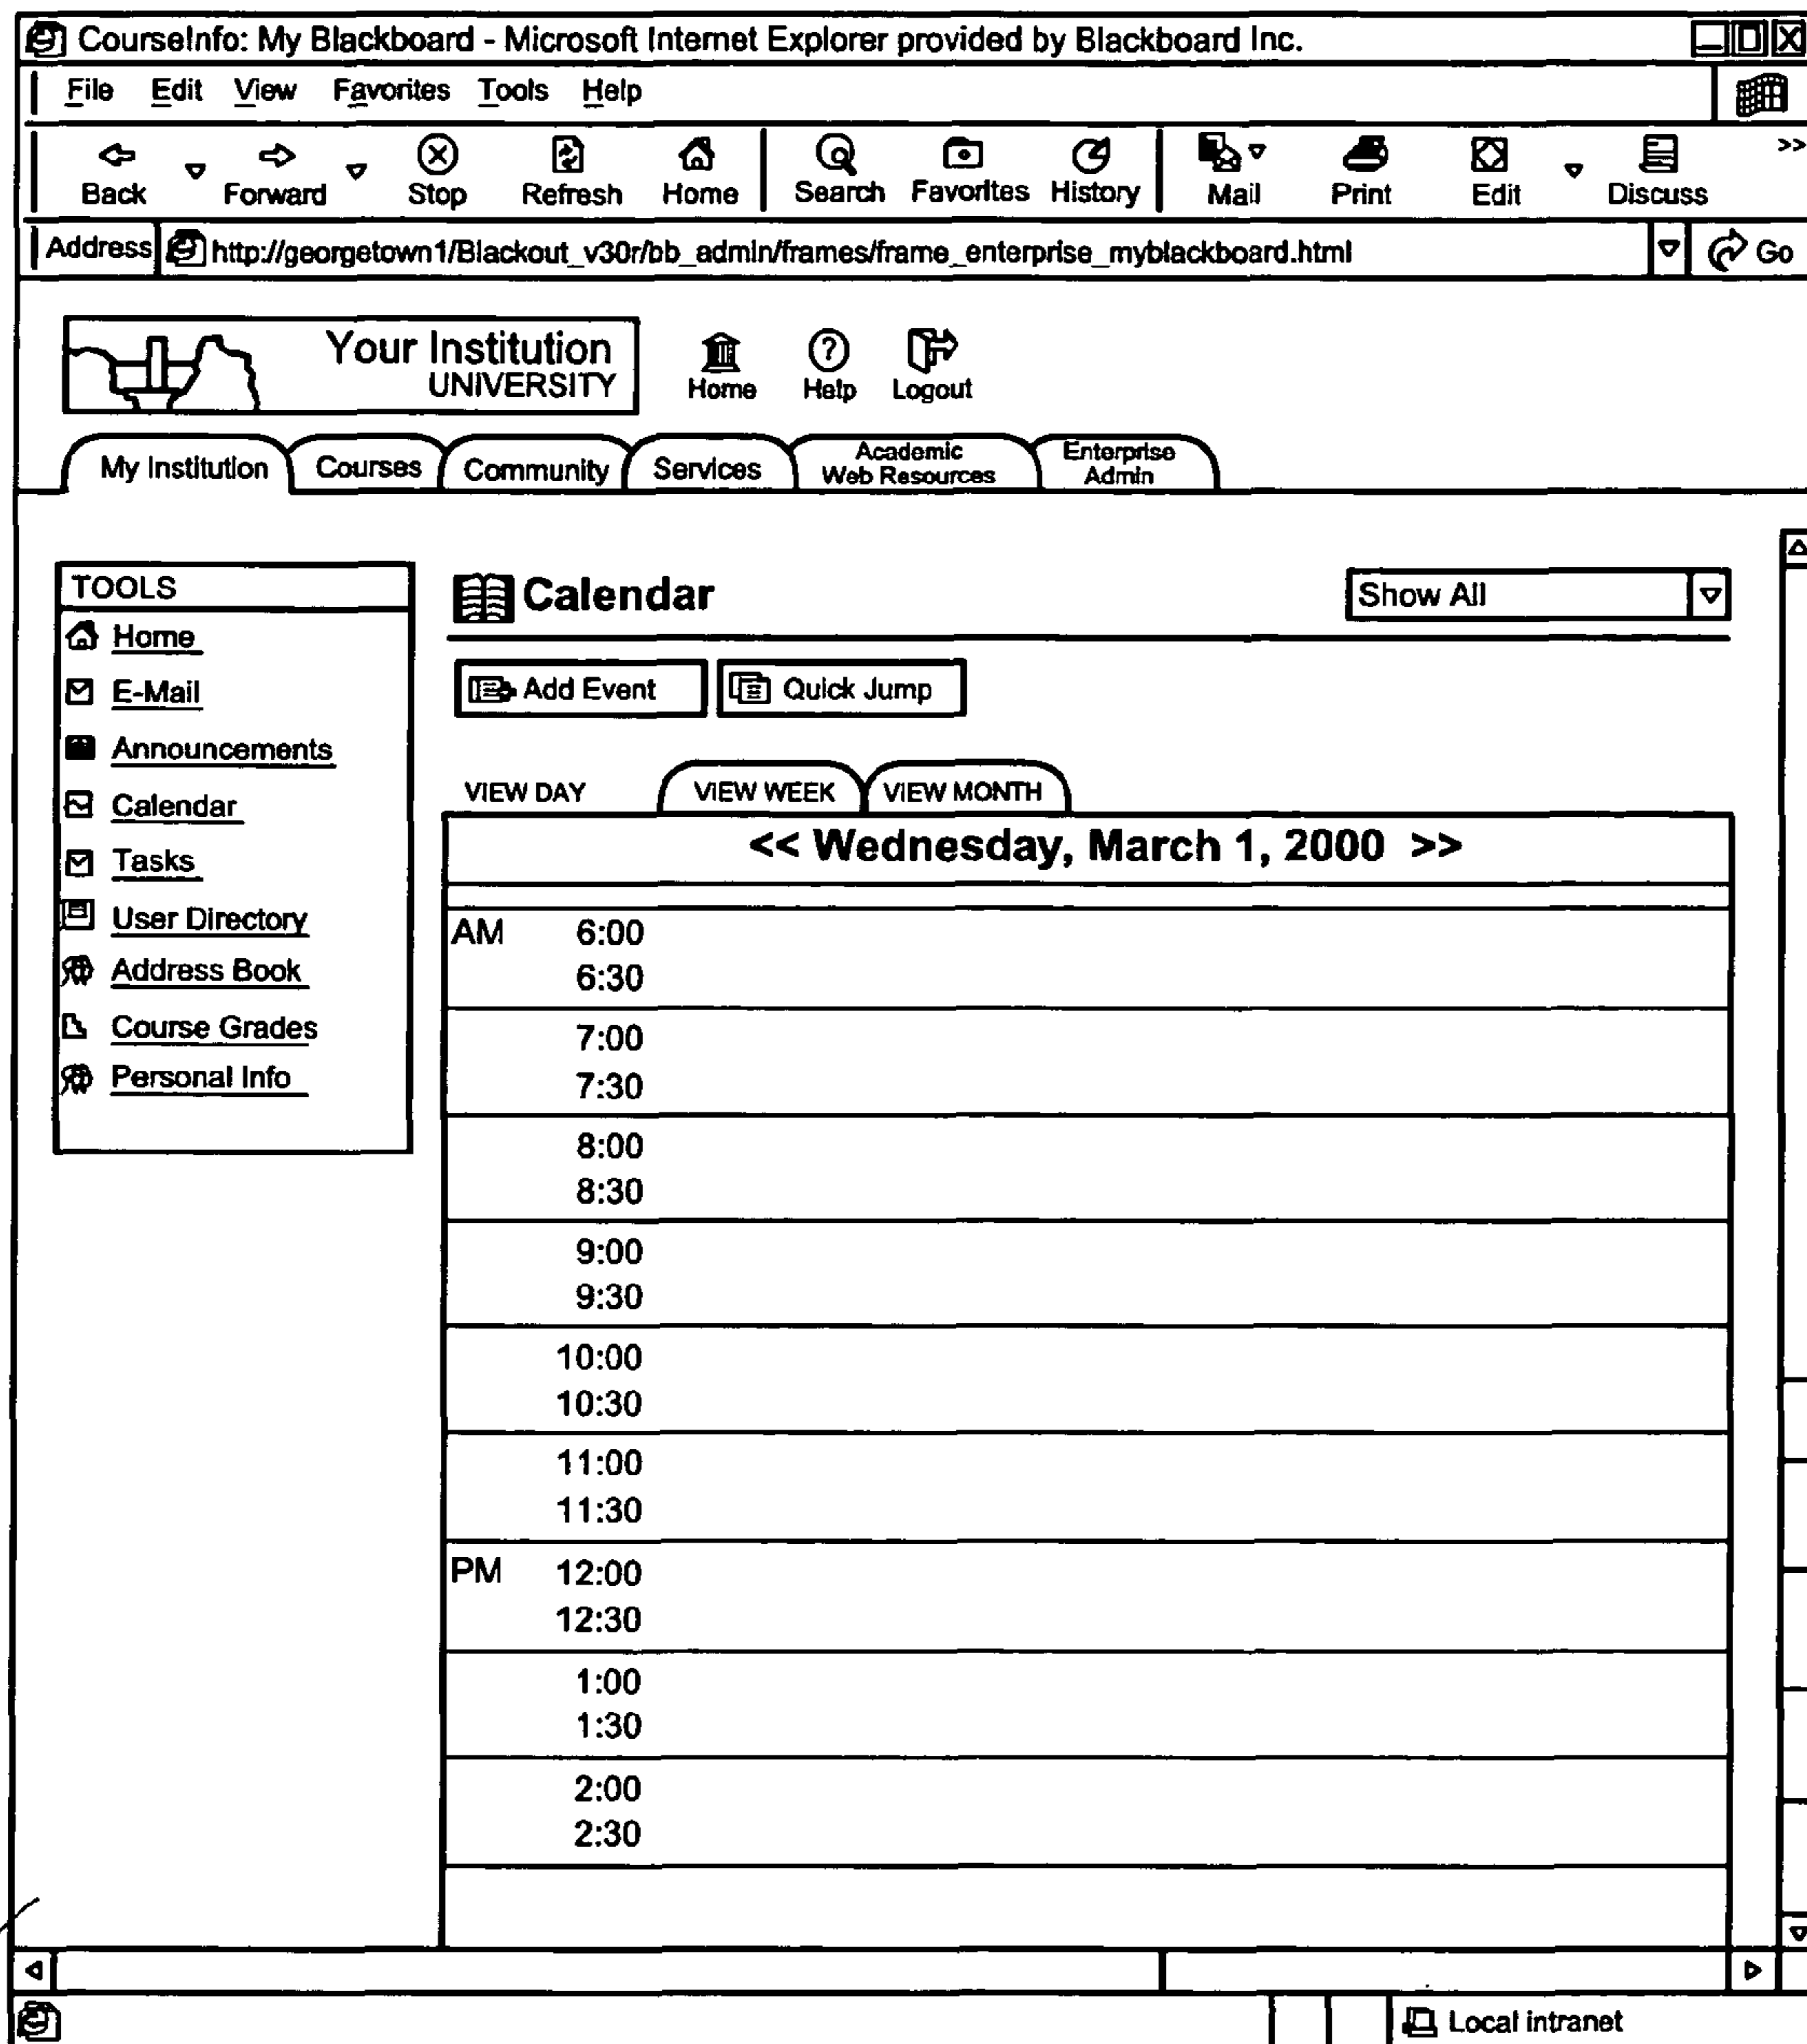 CourseInfo: My Blackboard - Microsoft Internet Explorer provided by Blackboard Inc.
File Edit View Favorites Tools Help
Back Forward Stop Refresh Home Search Favorites History Mail Print Edit Discuss >>
Address http://georgetown1/Blackout_v30r/bb_admin/frames/frame_enterprise_myblackboard.html Go
Your Institution
UNIVERSITY
Home Help Logout
My Institution Courses Community Services Academic Web Resources Enterprise Admin
TOOLS
Home
E-Mail
Announcements
Calendar
Tasks
User Directory
Address Book
Course Grades
Personal Info
Calendar Show All
Add Event Quick Jump
VIEW DAY VIEW WEEK VIEW MONTH
<< Wednesday, March 1, 2000 >>
AM 6:00
6:30
7:00
7:30
8:00
8:30
9:00
9:30
10:00
10:30
11:00
11:30
PM 12:00
12:30
1:00
1:30
2:00
2:30
Local intranet